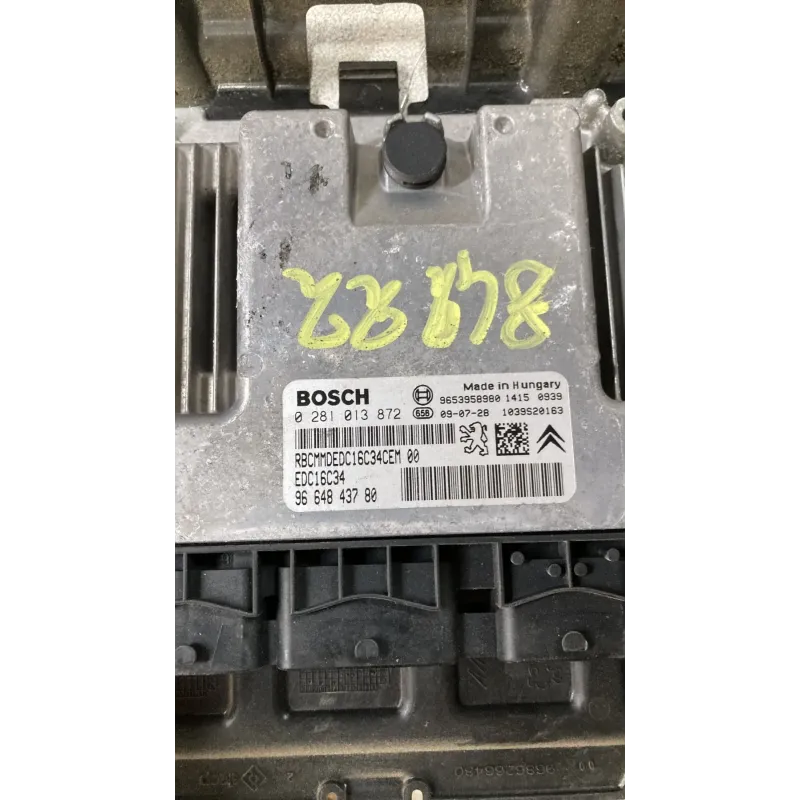 BOSCH Made in Hungary
9653958980 1415 0939
0 281 013 872 656 09-07-28 1039S20163
RBCMMDEDC16C34CEM 00
EDC16C34
96 648 437 80